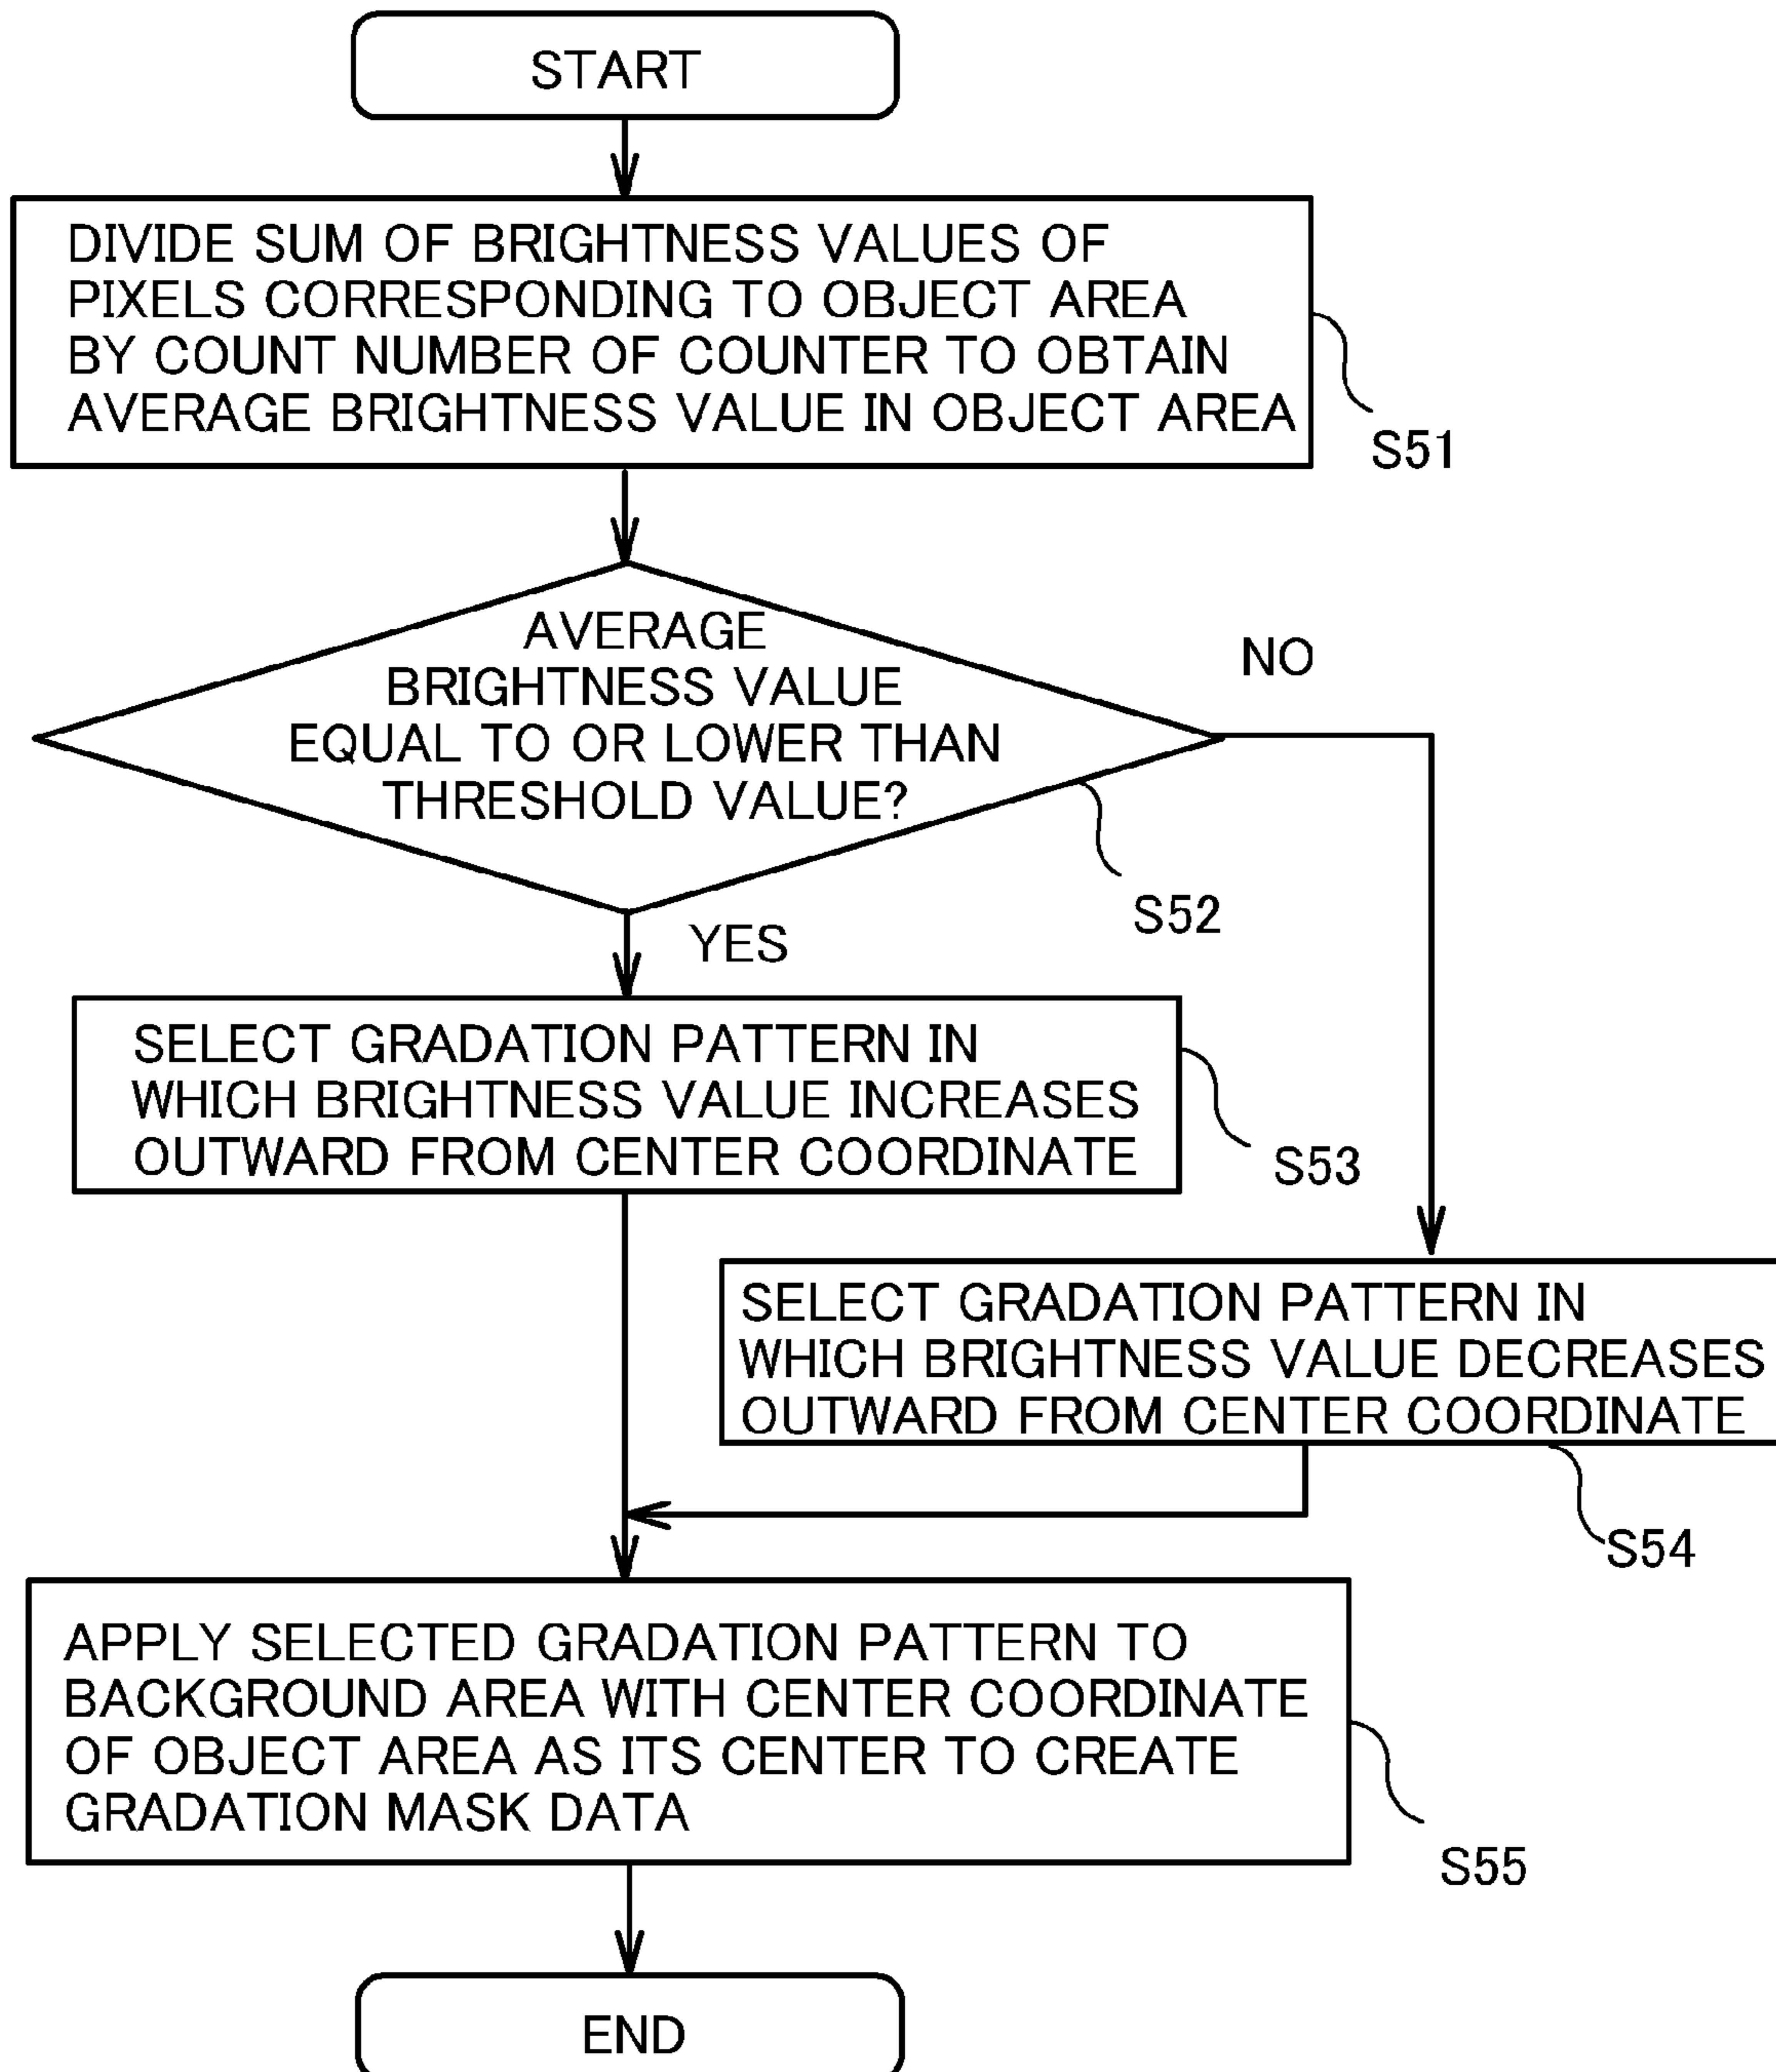 START
DIVIDE SUM OF BRIGHTNESS VALUES OF
PIXELS CORRESPONDING TO OBJECT AREA
BY COUNT NUMBER OF COUNTER TO OBTAIN
AVERAGE BRIGHTNESS VALUE IN OBJECT AREA
S51
AVERAGE
BRIGHTNESS VALUE
EQUAL TO OR LOWER THAN
THRESHOLD VALUE?
NO
S52
YES
SELECT GRADATION PATTERN IN
WHICH BRIGHTNESS VALUE INCREASES
OUTWARD FROM CENTER COORDINATE
S53
SELECT GRADATION PATTERN IN
WHICH BRIGHTNESS VALUE DECREASES
OUTWARD FROM CENTER COORDINATE
S54
APPLY SELECTED GRADATION PATTERN TO
BACKGROUND AREA WITH CENTER COORDINATE
OF OBJECT AREA AS ITS CENTER TO CREATE
GRADATION MASK DATA
S55
END